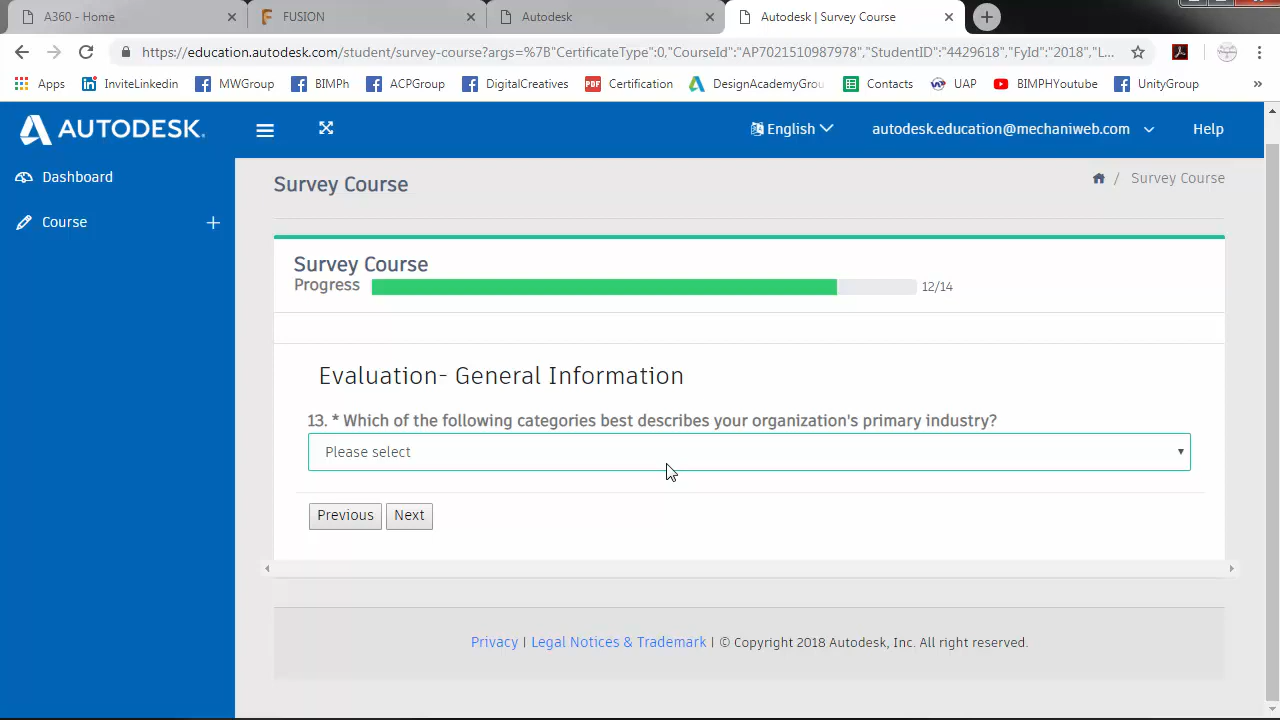 A360 - Home
FUSION
Autodesk
Autodesk | Survey Course
https://education.autodesk.com/student/survey-course?args=%7B"CertificateType":0,"CourseId":"AP7021510987978","StudentID":"4429618","FyId":"2018","L...
Apps
InviteLinkedin
MWGroup
BIMPh
ACPGroup
DigitalCreatives
PDF
Certification
DesignAcademyGrou
Contacts
UAP
BIMPHYoutube
UnityGroup
»
AUTODESK.
English
autodesk.education@mechaniweb.com
Help
Dashboard
Course
Survey Course
/ Survey Course
Survey Course
Progress
12/14
Evaluation- General Information
13. * Which of the following categories best describes your organization's primary industry?
Please select
Previous
Next
Privacy | Legal Notices & Trademark | © Copyright 2018 Autodesk, Inc. All right reserved.